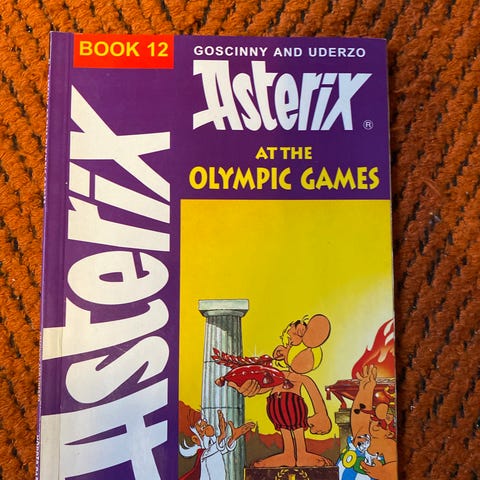 BOOK 12
GOSCINNY AND UDERZO
Asterix ®
AT THE
OLYMPIC GAMES
Asterix